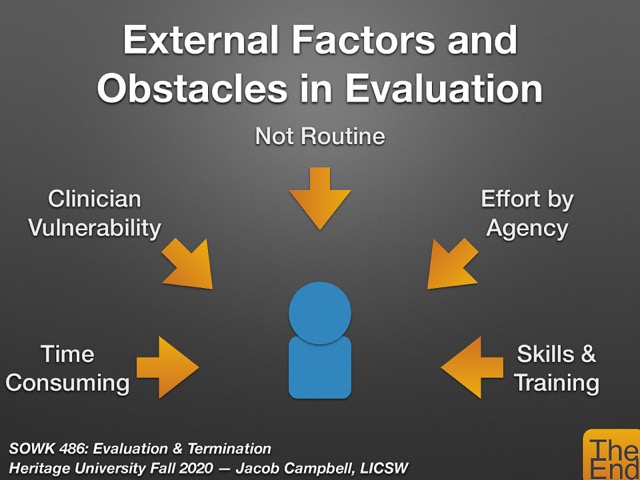 External Factors and
Obstacles in Evaluation
Not Routine
Clinician
Vulnerability
Effort by
Agency
Time
Consuming
Skills &
Training
SOWK 486: Evaluation & Termination
Heritage University Fall 2020 — Jacob Campbell, LICSW
The
End